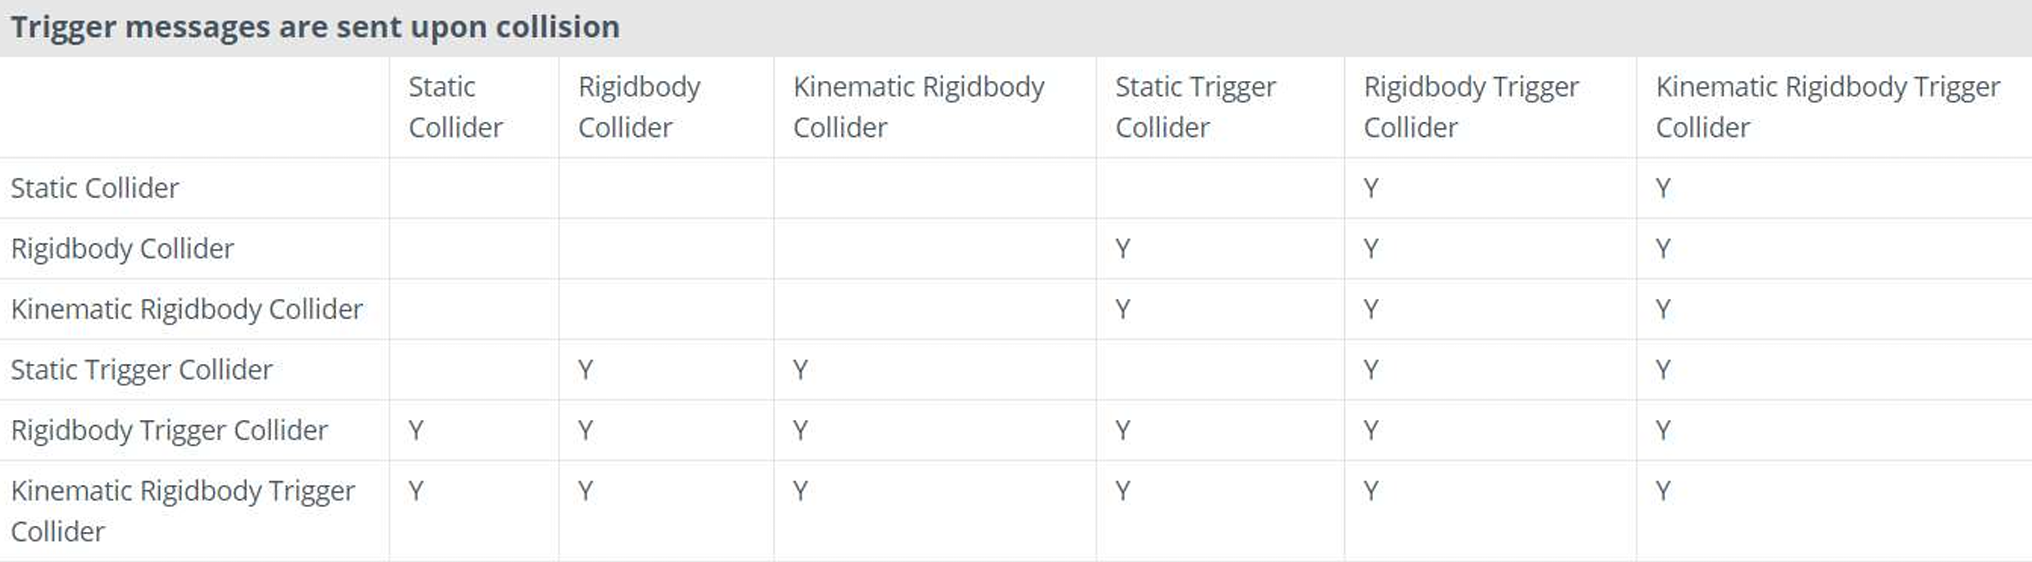 Trigger messages are sent upon collision
Static Collider Rigidbody Collider Kinematic Rigidbody Collider Static Trigger Collider Rigidbody Trigger Collider Kinematic Rigidbody Trigger Collider
Static Collider Y Y
Rigidbody Collider Y Y Y
Kinematic Rigidbody Collider Y Y Y
Static Trigger Collider Y Y Y Y
Rigidbody Trigger Collider Y Y Y Y Y Y
Kinematic Rigidbody Trigger Collider Y Y Y Y Y Y